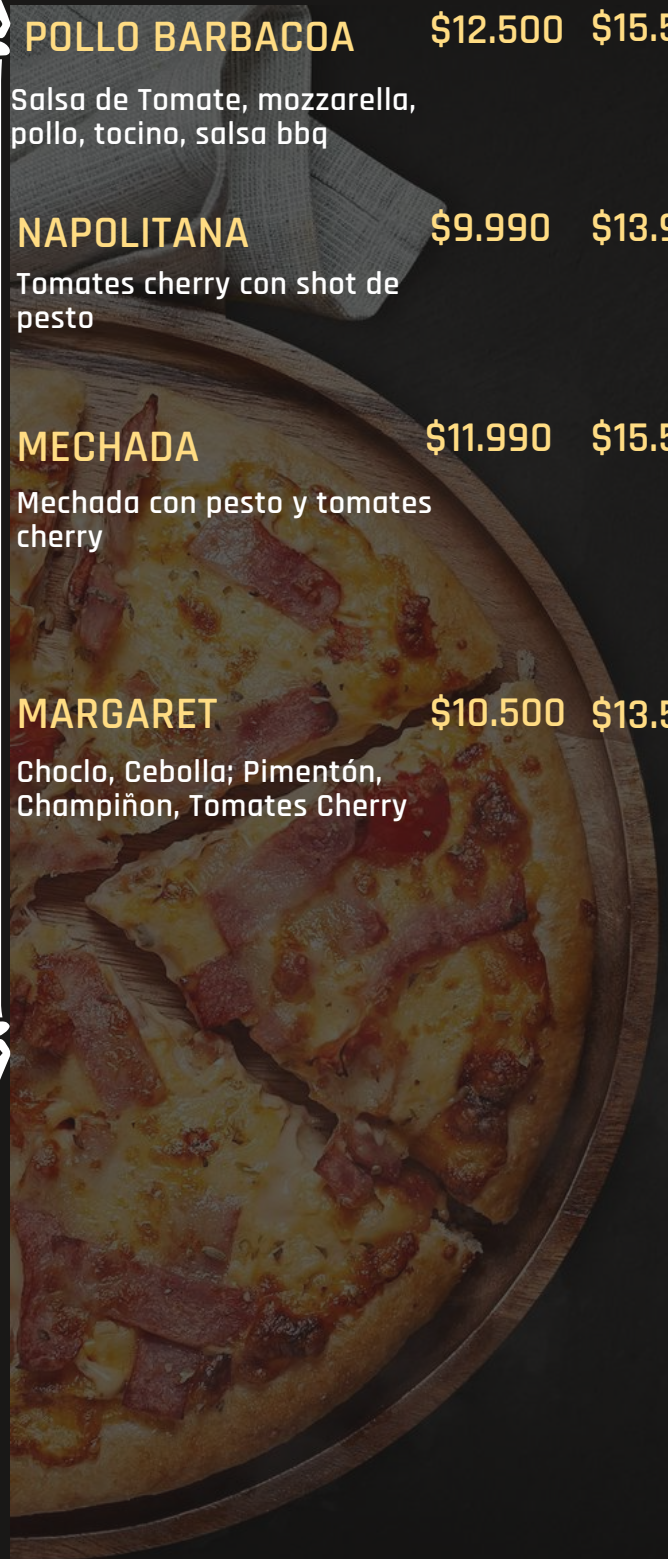 POLLO BARBACOA $12.500
Salsa de Tomate, mozzarella,
pollo, tocino, salsa bbq
NAPOLITANA $9.990
Tomates cherry con shot de
pesto
MECHADA $11.990
Mechada con pesto y tomates
cherry
MARGARET $10.500
Choclo, Cebolla; Pimentón,
Champiñon, Tomates Cherry